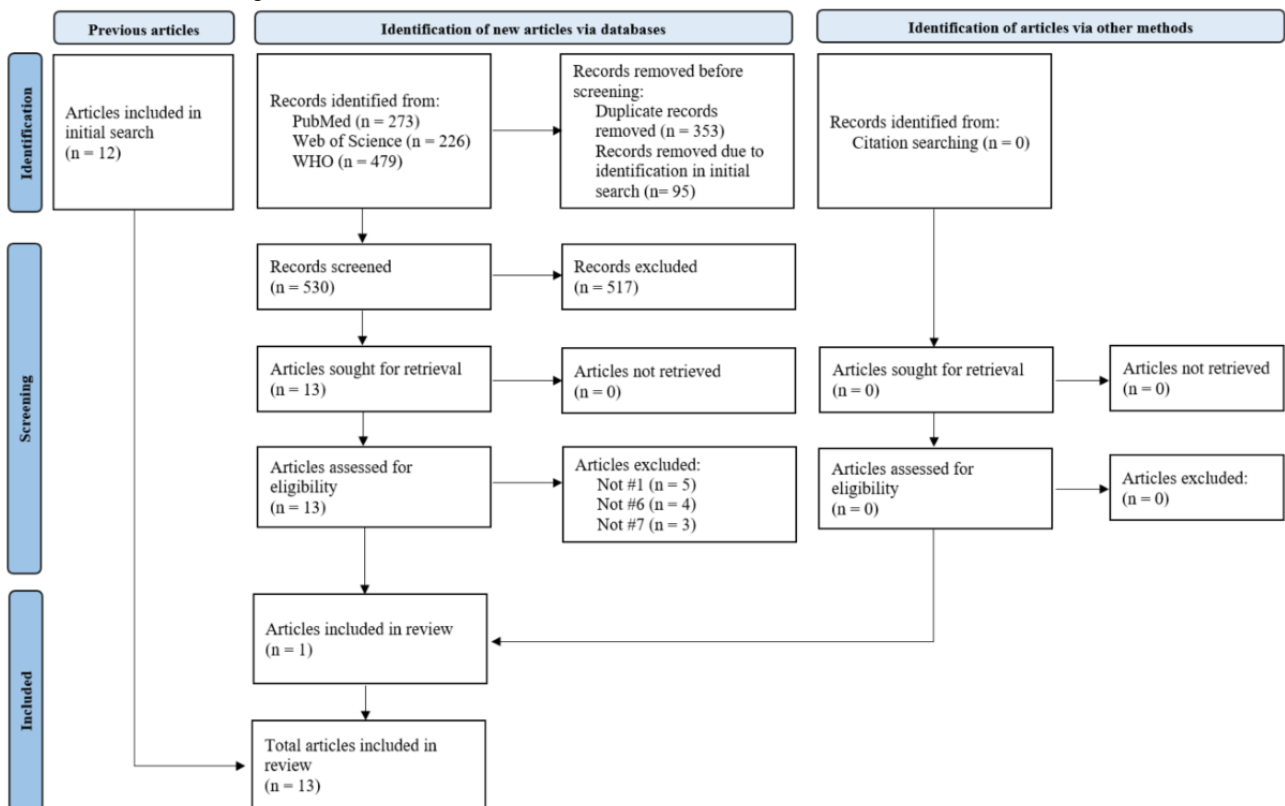 Previous articles
Identification of new articles via databases
Identification of articles via other methods
Identification
Articles included in
initial search
(n = 12)
Records identified from:
PubMed (n = 273)
Web of Science (n = 226)
WHO (n = 479)
Records removed before
screening:
Duplicate records
removed (n = 353)
Records removed due to
identification in initial
search (n= 95)
Records identified from:
Citation searching (n = 0)
Screening
Records screened
(n = 530)
Records excluded
(n = 517)
Articles sought for retrieval
(n = 13)
Articles not retrieved
(n = 0)
Articles sought for retrieval
(n = 0)
Articles not retrieved
(n = 0)
Articles assessed for
eligibility
(n = 13)
Articles excluded:
Not #1 (n = 5)
Not #6 (n = 4)
Not #7 (n = 3)
Articles assessed for
eligibility
(n = 0)
Articles excluded:
(n = 0)
Included
Articles included in review
(n = 1)
Total articles included in
review
(n = 13)